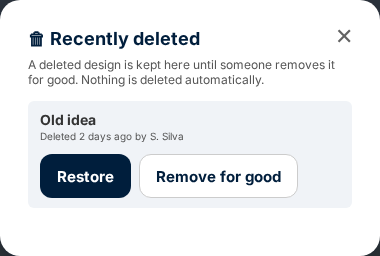 Recently deleted
A deleted design is kept here until someone removes it
for good. Nothing is deleted automatically.
Old idea
Deleted 2 days ago by S. Silva
Restore
Remove for good